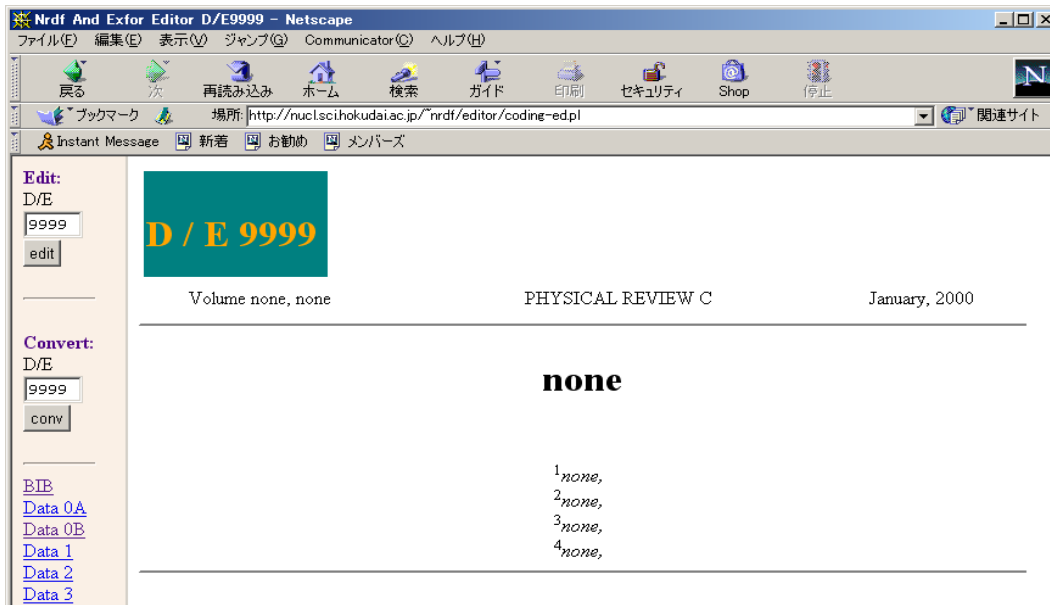 Nrdf And Exfor Editor D/E9999 - Netscape
ファイル(F) 編集(E) 表示(V) ジャンプ(G) Communicator(C) ヘルプ(H)
戻る 次 再読み込み ホーム 検索 ガイド 印刷 セキュリティ Shop 停止 N
ブックマーク 場所: http://nucl.sci.hokudai.ac.jp/~nrdf/editor/coding-ed.pl 関連サイト
Instant Message 新着 お勧め メンバーズ
Edit:
D/E
9999
edit
Convert:
D/E
9999
conv
BIB
Data 0A
Data 0B
Data 1
Data 2
Data 3
D / E 9999
Volume none, none PHYSICAL REVIEW C January, 2000
none
1none,
2none,
3none,
4none,